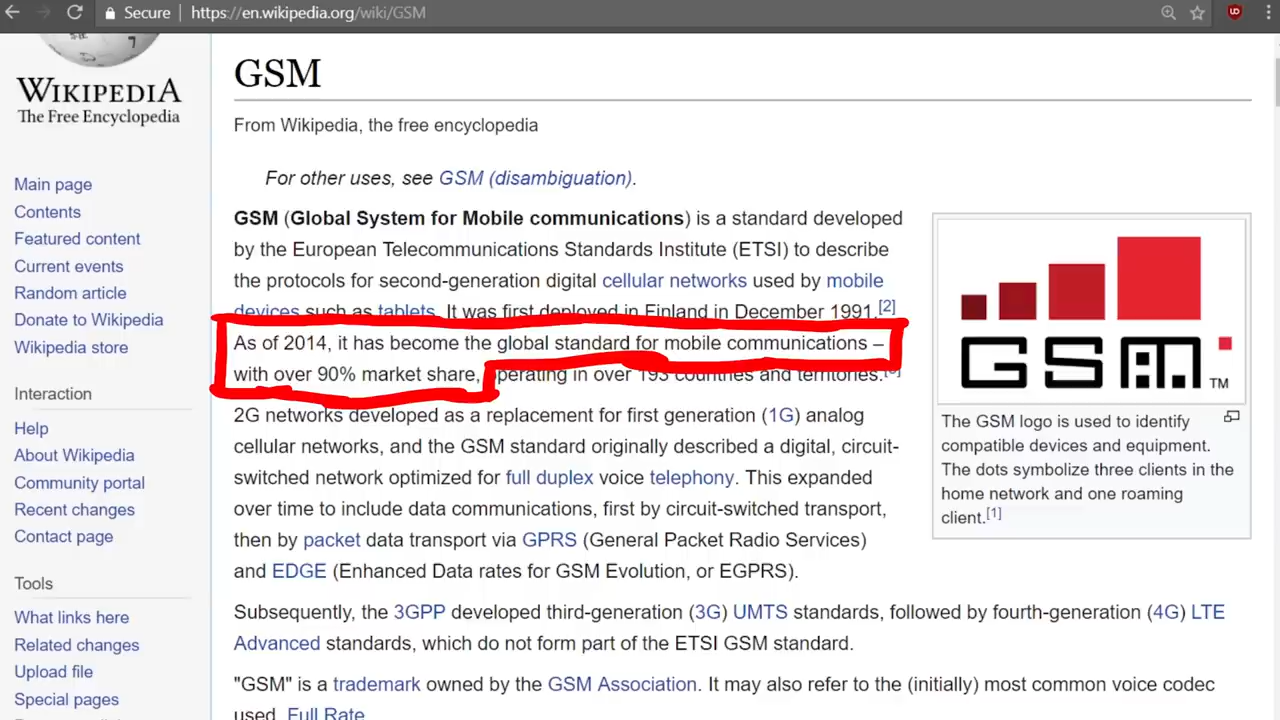 Secure https://en.wikipedia.org/wiki/GSM
WIKIPEDIA
The Free Encyclopedia
Main page
Contents
Featured content
Current events
Random article
Donate to Wikipedia
Wikipedia store
Interaction
Help
About Wikipedia
Community portal
Recent changes
Contact page
Tools
What links here
Related changes
Upload file
Special pages
GSM
From Wikipedia, the free encyclopedia
For other uses, see GSM (disambiguation).
GSM (Global System for Mobile communications) is a standard developed
by the European Telecommunications Standards Institute (ETSI) to describe
the protocols for second-generation digital cellular networks used by mobile
devices such as tablets. It was first deployed in Finland in December 1991.[2]
As of 2014, it has become the global standard for mobile communications –
with over 90% market share, operating in over 193 countries and territories.
2G networks developed as a replacement for first generation (1G) analog
cellular networks, and the GSM standard originally described a digital, circuit-
switched network optimized for full duplex voice telephony. This expanded
over time to include data communications, first by circuit-switched transport,
then by packet data transport via GPRS (General Packet Radio Services)
and EDGE (Enhanced Data rates for GSM Evolution, or EGPRS).
Subsequently, the 3GPP developed third-generation (3G) UMTS standards, followed by fourth-generation (4G) LTE
Advanced standards, which do not form part of the ETSI GSM standard.
"GSM" is a trademark owned by the GSM Association. It may also refer to the (initially) most common voice codec
used, Full Rate
GSM TM
The GSM logo is used to identify
compatible devices and equipment.
The dots symbolize three clients in the
home network and one roaming
client.[1]